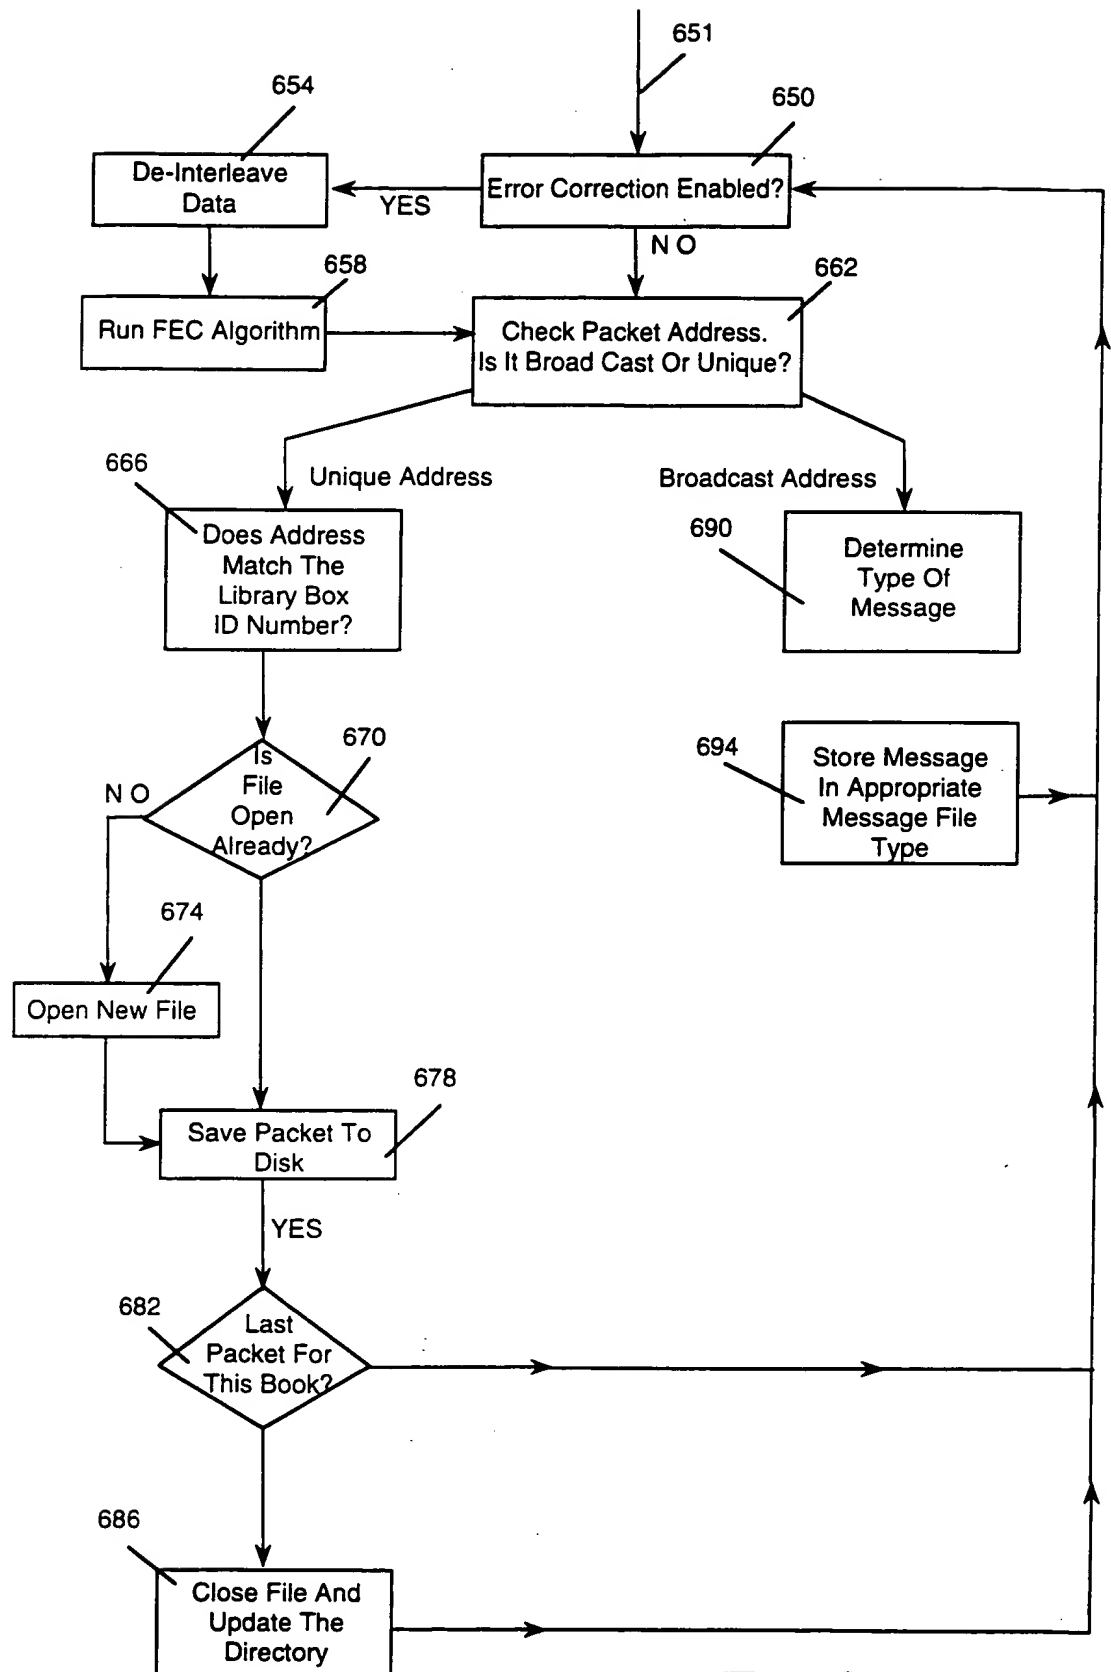 651
654
650
De-Interleave
Data
Error Correction Enabled?
YES
NO
658
662
Run FEC Algorithm
Check Packet Address.
Is It Broad Cast Or Unique?
666
Unique Address
Broadcast Address
690
Does Address
Match The
Library Box
ID Number?
Determine
Type Of
Message
670
694
Is
File
Open
Already?
NO
Store Message
In Appropriate
Message File
Type
674
Open New File
678
Save Packet To
Disk
YES
682
Last
Packet For
This Book?
686
Close File And
Update The
Directory